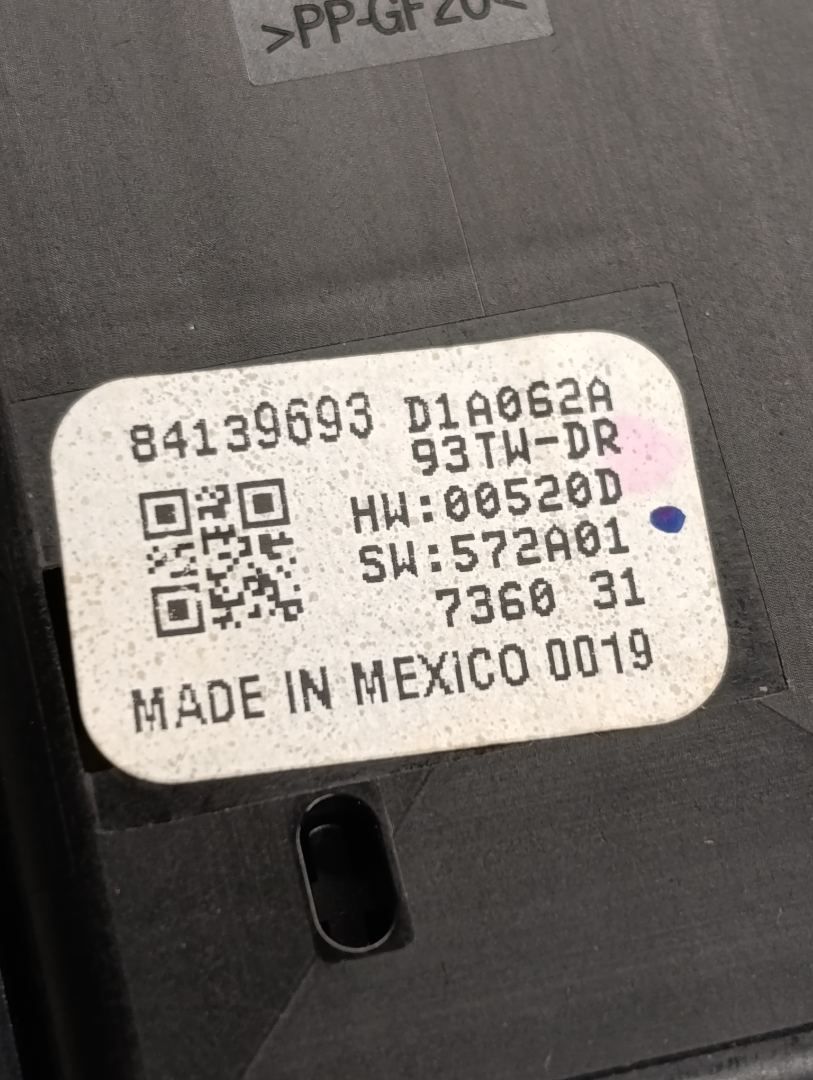 >PP-GF20<
84139693 D1A062A
93TW-DR
HW:00520D
SW:572A01
7360 31
MADE IN MEXICO 0019